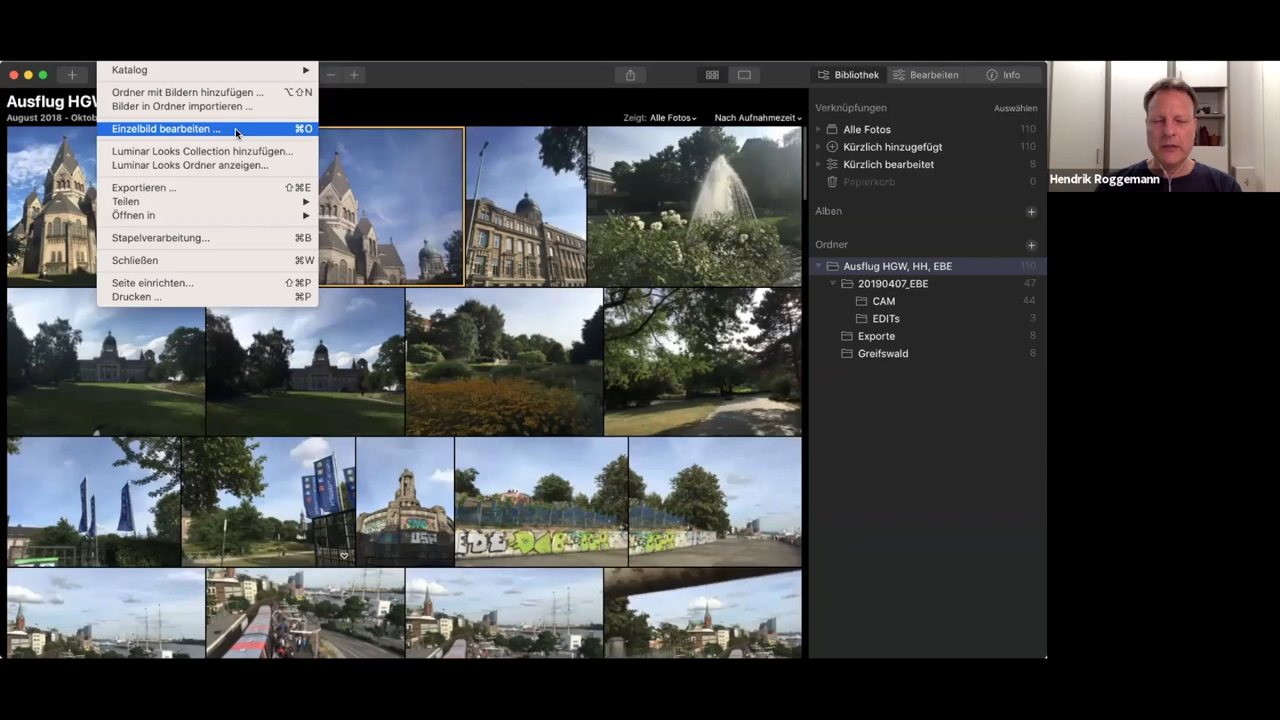 Katalog
Ordner mit Bildern hinzufügen ... ⌥⇧N
Bilder in Ordner importieren ...
Einzelbild bearbeiten ... ⌘O
Luminar Looks Collection hinzufügen...
Luminar Looks Ordner anzeigen...
Exportieren ... ⇧⌘E
Teilen
Öffnen in
Stapelverarbeitung... ⌘B
Schließen ⌘W
Seite einrichten... ⇧⌘P
Drucken ... ⌘P
Ausflug HGW
August 2018 - Oktob
Zeigt: Alle Fotos
Nach Aufnahmezeit
Bibliothek
Bearbeiten
Info
Verknüpfungen Auswählen
Alle Fotos 110
Kürzlich hinzugefügt 110
Kürzlich bearbeitet 8
Papierkorb 0
Alben
Ordner
Ausflug HGW, HH, EBE 110
20190407_EBE 47
CAM 44
EDITs 3
Exporte 8
Greifswald 8
Hendrik Roggemann